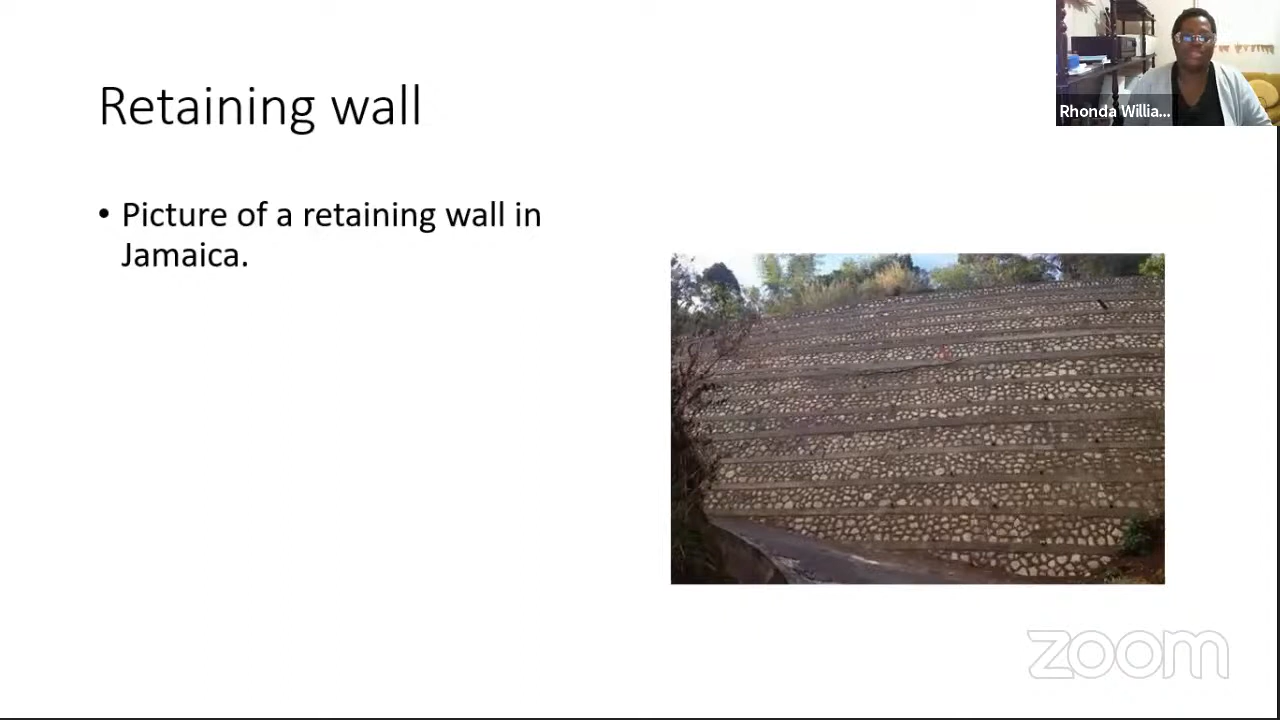 Retaining wall
Rhonda Willia...
• Picture of a retaining wall in
Jamaica.
zoom